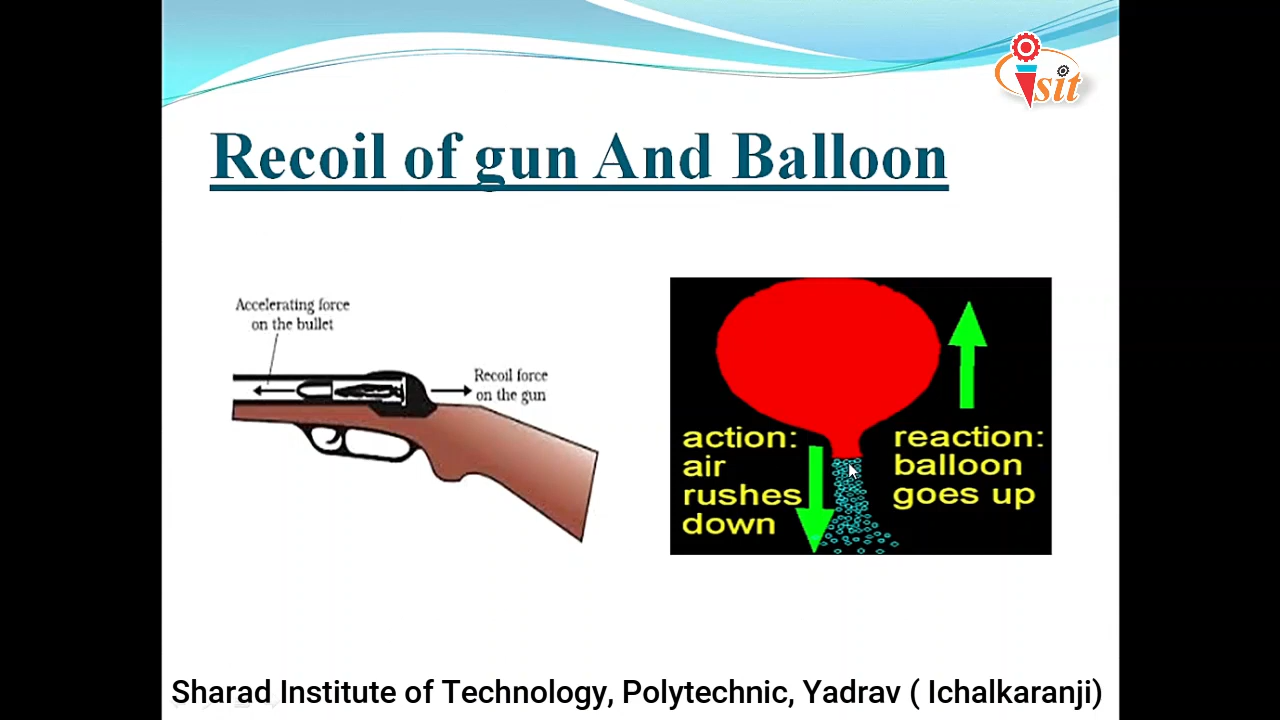 isit
Recoil of gun And Balloon
Accelerating force
on the bullet
Recoil force
on the gun
action:
air
rushes
down
reaction:
balloon
goes up
Sharad Institute of Technology, Polytechnic, Yadrav ( Ichalkaranji)